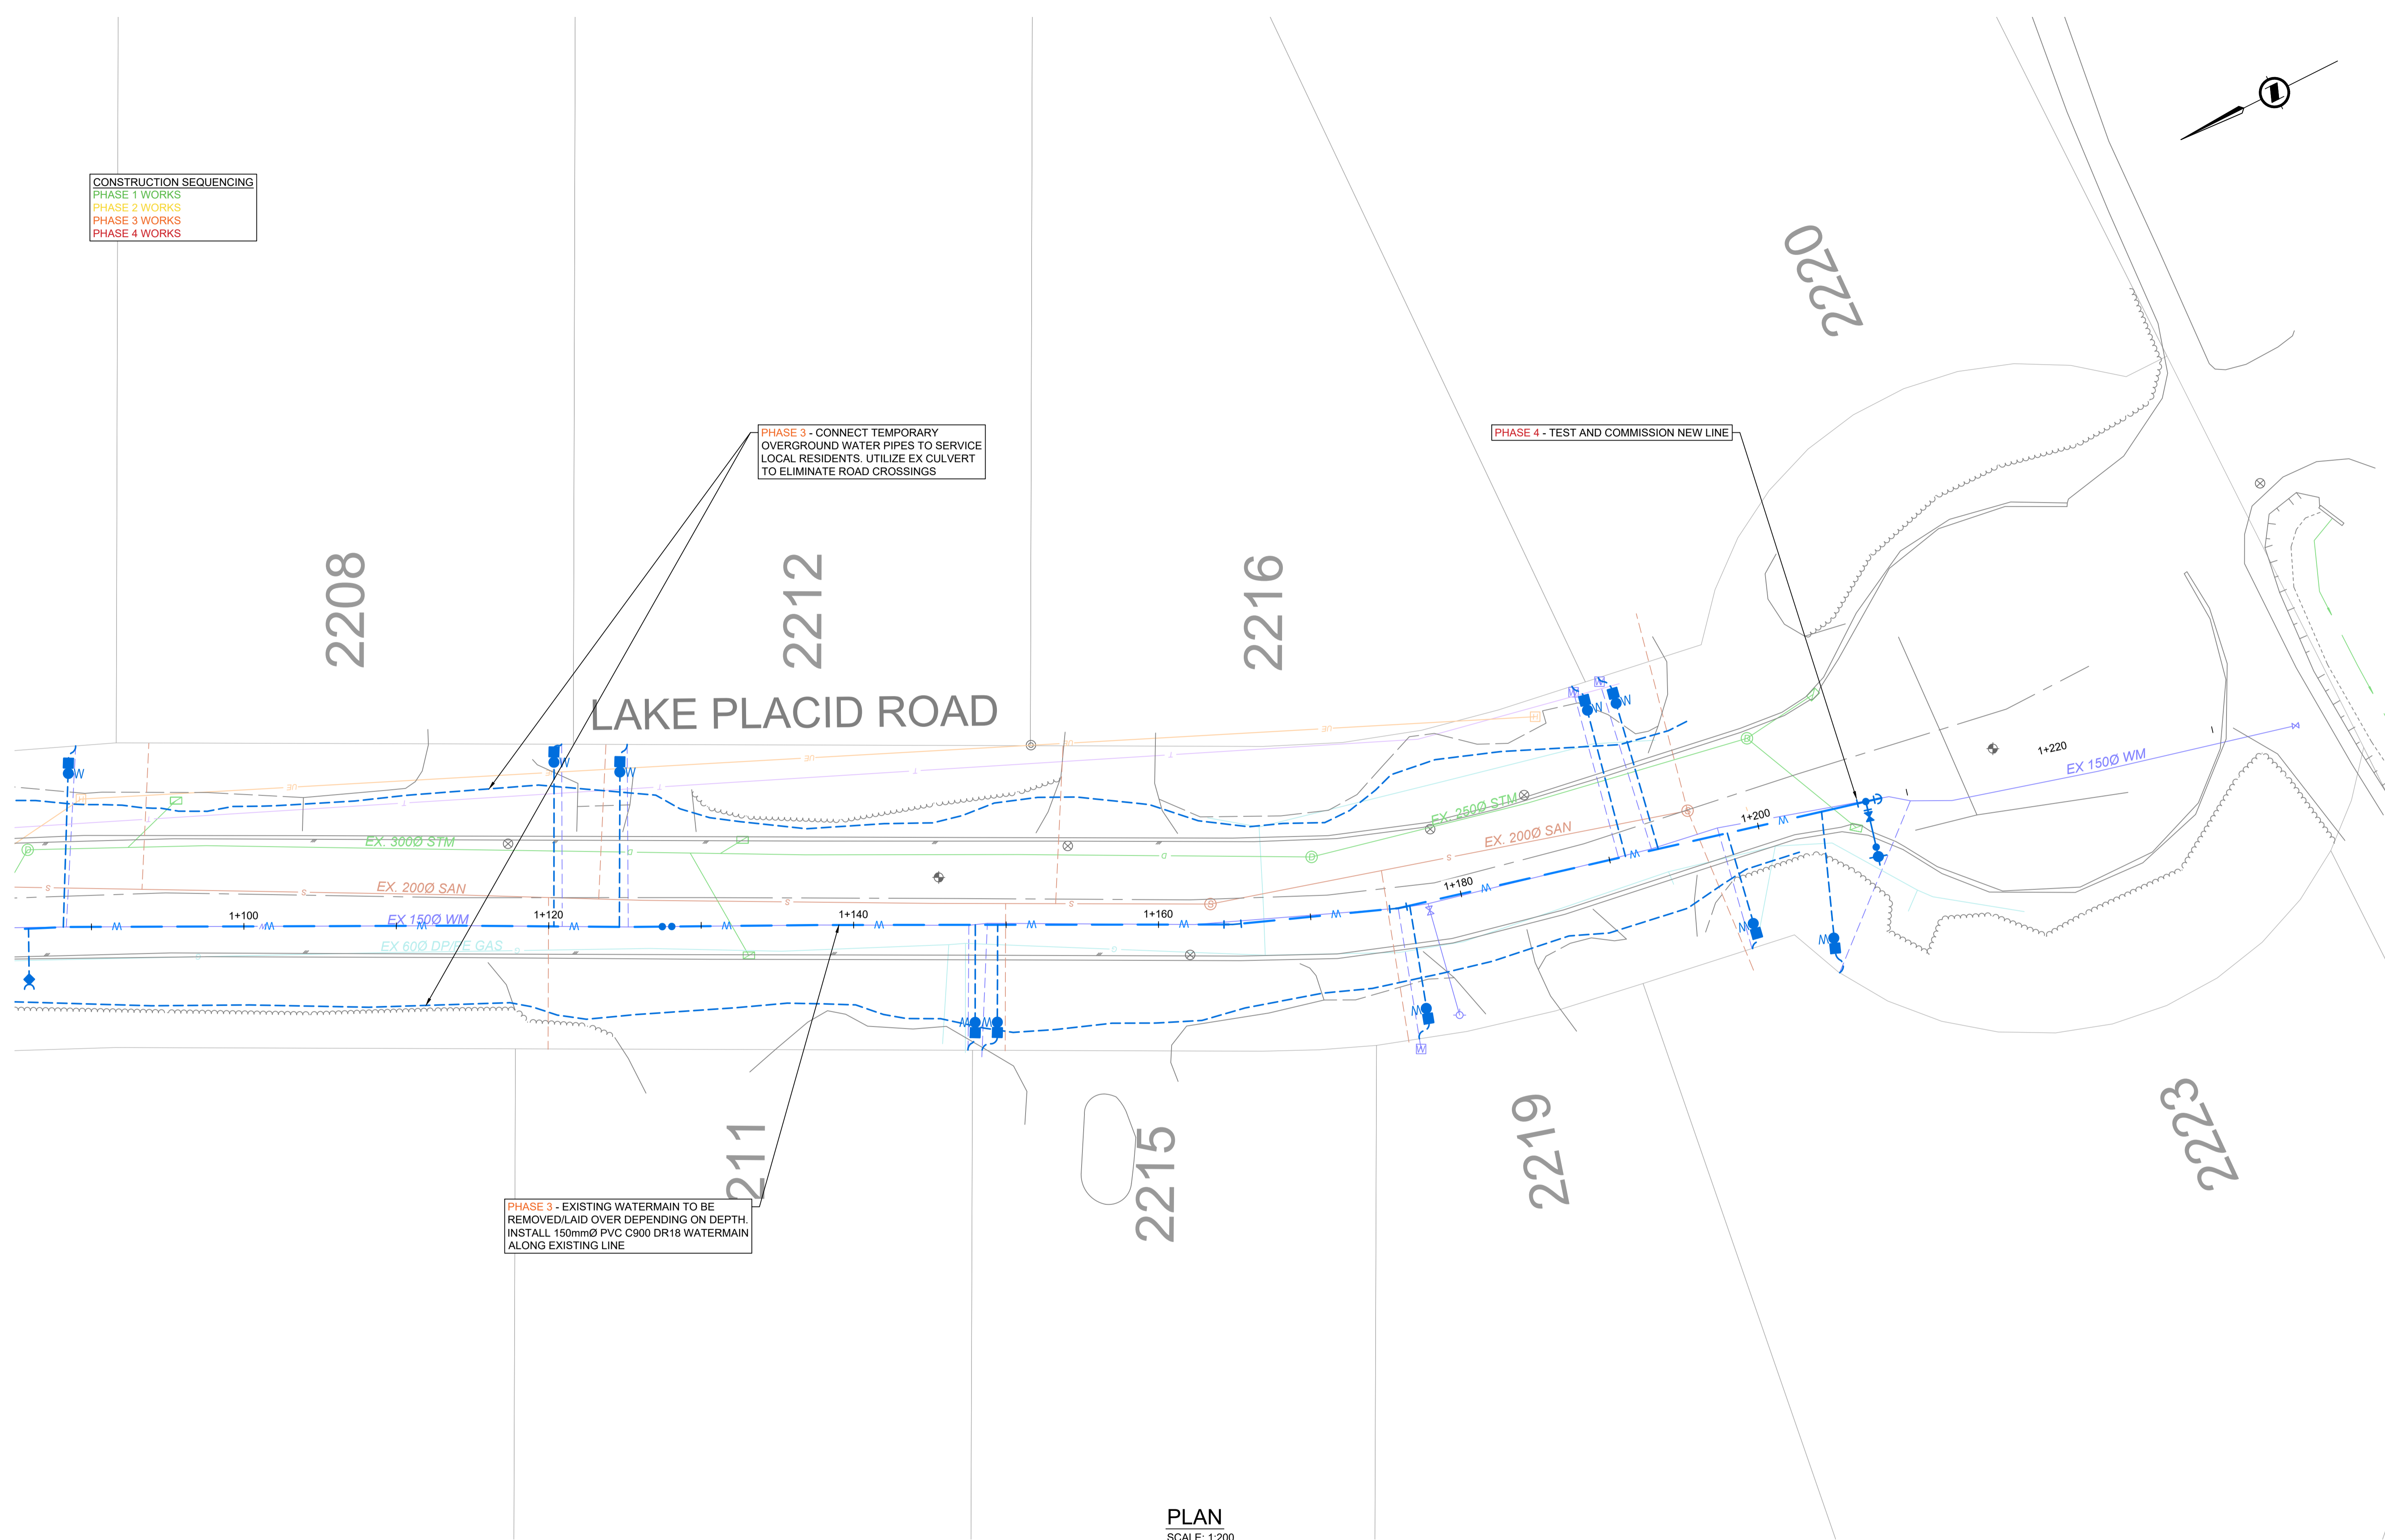 CONSTRUCTION SEQUENCING
PHASE 1 WORKS
PHASE 2 WORKS
PHASE 3 WORKS
PHASE 4 WORKS
2220
PHASE 3 - CONNECT TEMPORARY
OVERGROUND WATER PIPES TO SERVICE
LOCAL RESIDENTS. UTILIZE EX CULVERT
TO ELIMINATE ROAD CROSSINGS
PHASE 4 - TEST AND COMMISSION NEW LINE
2208
2212
2216
LAKE PLACID ROAD
1+220
EX 150Ø WM
EX. 250Ø STM
1+200
EX. 200Ø SAN
EX. 300Ø STM
EX. 200Ø SAN
1+180
1+100
1+120
EX 150Ø WM
1+140
1+160
EX 60Ø DP/PE GAS
211
2215
2219
2223
PHASE 3 - EXISTING WATERMAIN TO BE
REMOVED/LAID OVER DEPENDING ON DEPTH.
INSTALL 150mmØ PVC C900 DR18 WATERMAIN
ALONG EXISTING LINE
PLAN
SCALE: 1:200